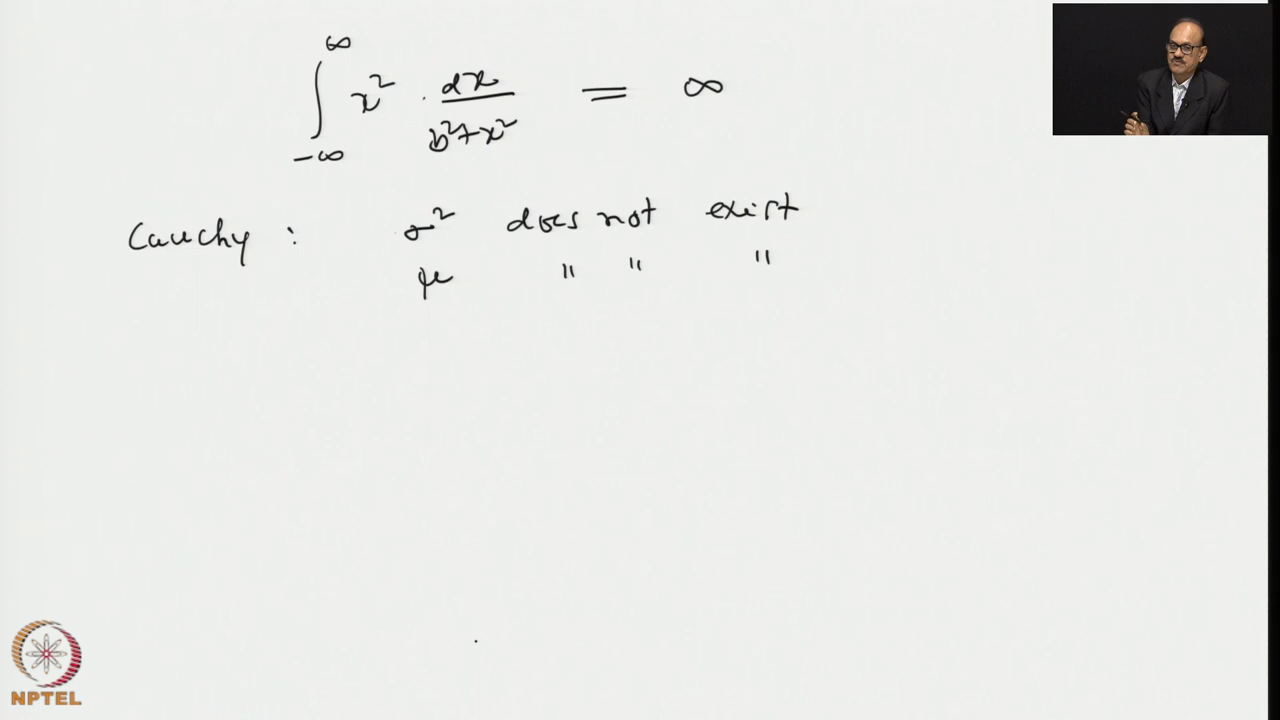 ∫_{-∞}^{∞} x² · dx / (b²+x²) = ∞
Cauchy : σ² does not exist
μ " " "
NPTEL